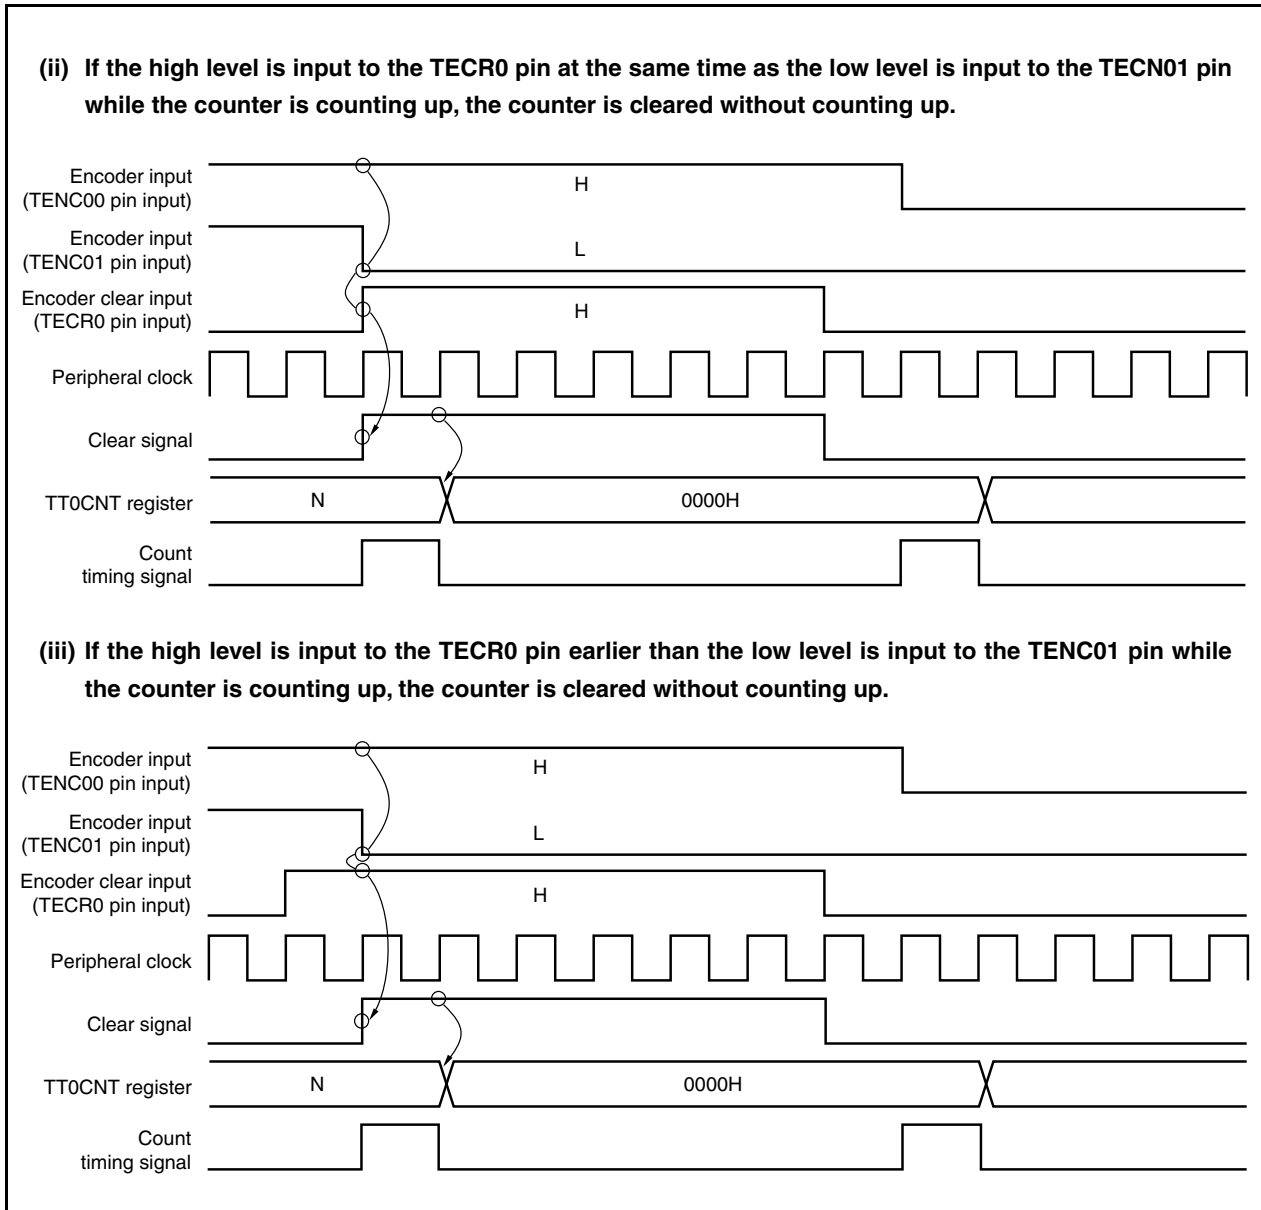 (ii) If the high level is input to the TECR0 pin at the same time as the low level is input to the TECN01 pin
while the counter is counting up, the counter is cleared without counting up.
Encoder input
(TENC00 pin input)
H
Encoder input
(TENC01 pin input)
L
Encoder clear input
(TECR0 pin input)
H
Peripheral clock
Clear signal
TT0CNT register
N
0000H
Count
timing signal
(iii) If the high level is input to the TECR0 pin earlier than the low level is input to the TENC01 pin while
the counter is counting up, the counter is cleared without counting up.
Encoder input
(TENC00 pin input)
H
Encoder input
(TENC01 pin input)
L
Encoder clear input
(TECR0 pin input)
H
Peripheral clock
Clear signal
TT0CNT register
N
0000H
Count
timing signal